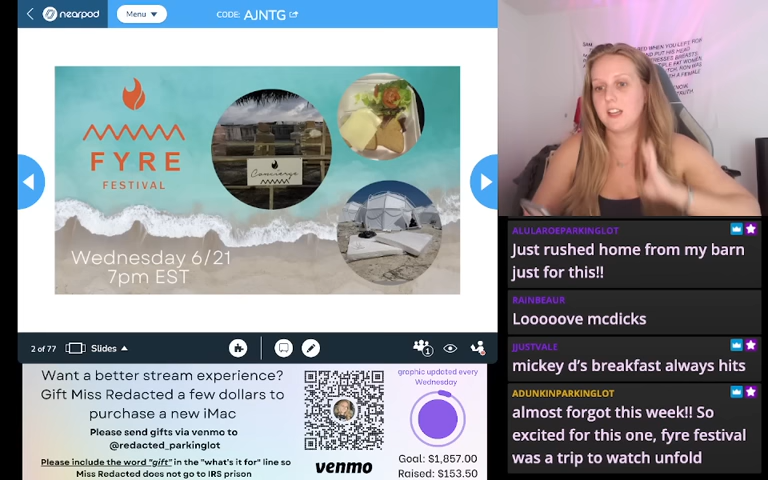 nearpod
Menu
CODE: AJNTG
FYRE
FESTIVAL
Concierge
Wednesday 6/21
7pm EST
2 of 77
Slides
1
Want a better stream experience?
Gift Miss Redacted a few dollars to
purchase a new iMac
Please send gifts via venmo to
@redacted_parkinglot
Please include the word "gift" in the "what's it for" line so
Miss Redacted does not go to IRS prison
venmo
graphic updated every
Wednesday
Goal: $1,857.00
Raised: $153.50
ALULAROEPARKINGLOT
Just rushed home from my barn
just for this!!
RAINBEAUR
Looooove mcdicks
JJUSTVALE
mickey d's breakfast always hits
ADUNKINPARKINGLOT
almost forgot this week!! So
excited for this one, fyre festival
was a trip to watch unfold